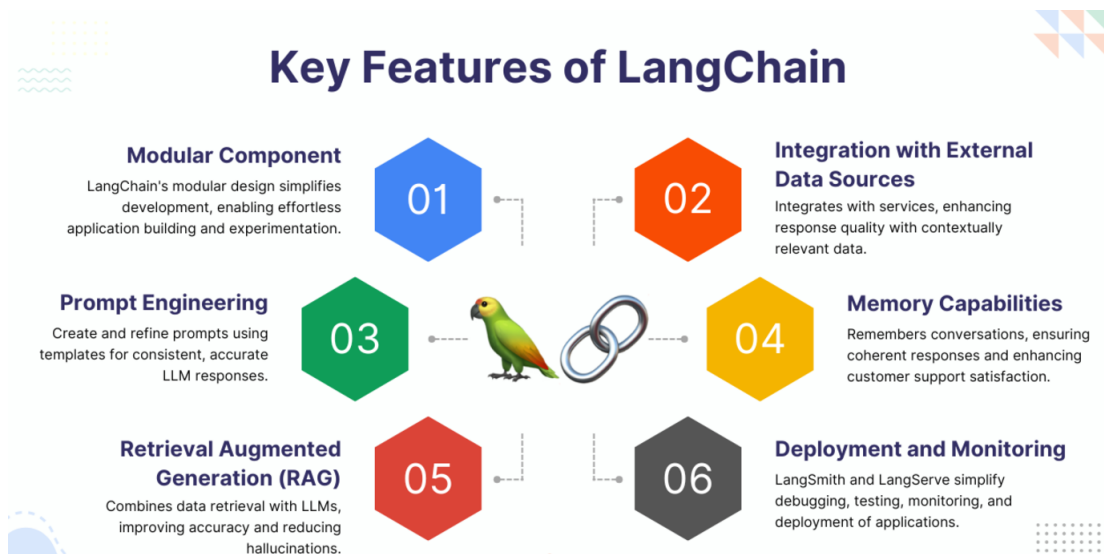 Key Features of LangChain
Modular Component
LangChain's modular design simplifies
development, enabling effortless
application building and experimentation.
01
02
Integration with External
Data Sources
Integrates with services, enhancing
response quality with contextually
relevant data.
Prompt Engineering
Create and refine prompts using
templates for consistent, accurate
LLM responses.
03
04
Memory Capabilities
Remembers conversations, ensuring
coherent responses and enhancing
customer support satisfaction.
Retrieval Augmented
Generation (RAG)
Combines data retrieval with LLMs,
improving accuracy and reducing
hallucinations.
05
06
Deployment and Monitoring
LangSmith and LangServe simplify
debugging, testing, monitoring, and
deployment of applications.